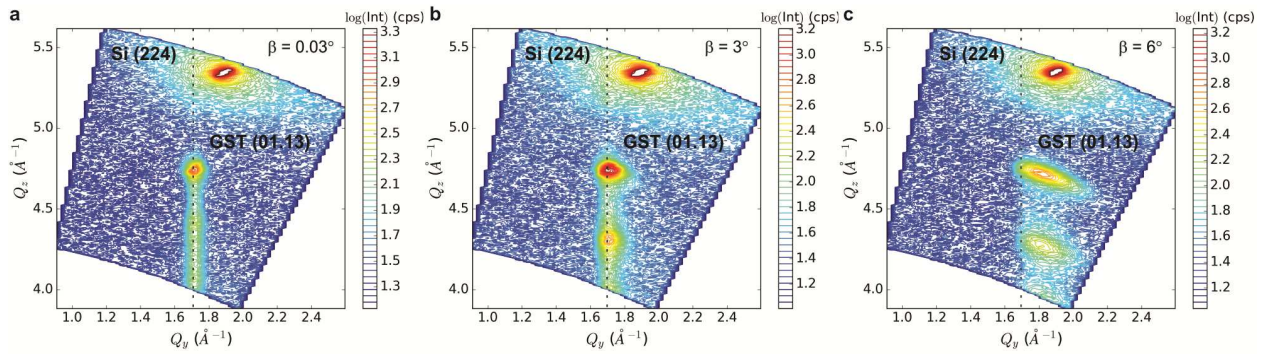 a
log(Int) (cps)
Si (224)
β = 0.03°
GST (01.13)
5.5
5.0
4.5
4.0
Q_z (Å⁻¹)
1.0 1.2 1.4 1.6 1.8 2.0 2.2 2.4
Q_y (Å⁻¹)
3.3
3.1
2.9
2.7
2.5
2.3
2.1
1.9
1.7
1.5
1.3
b
log(Int) (cps)
Si (224)
β = 3°
GST (01.13)
5.5
5.0
4.5
4.0
Q_z (Å⁻¹)
1.0 1.2 1.4 1.6 1.8 2.0 2.2 2.4
Q_y (Å⁻¹)
3.2
3.0
2.8
2.6
2.4
2.2
2.0
1.8
1.6
1.4
1.2
c
log(Int) (cps)
Si (224)
β = 6°
GST (01.13)
5.5
5.0
4.5
4.0
Q_z (Å⁻¹)
1.0 1.2 1.4 1.6 1.8 2.0 2.2 2.4
Q_y (Å⁻¹)
3.2
3.0
2.8
2.6
2.4
2.2
2.0
1.8
1.6
1.4
1.2